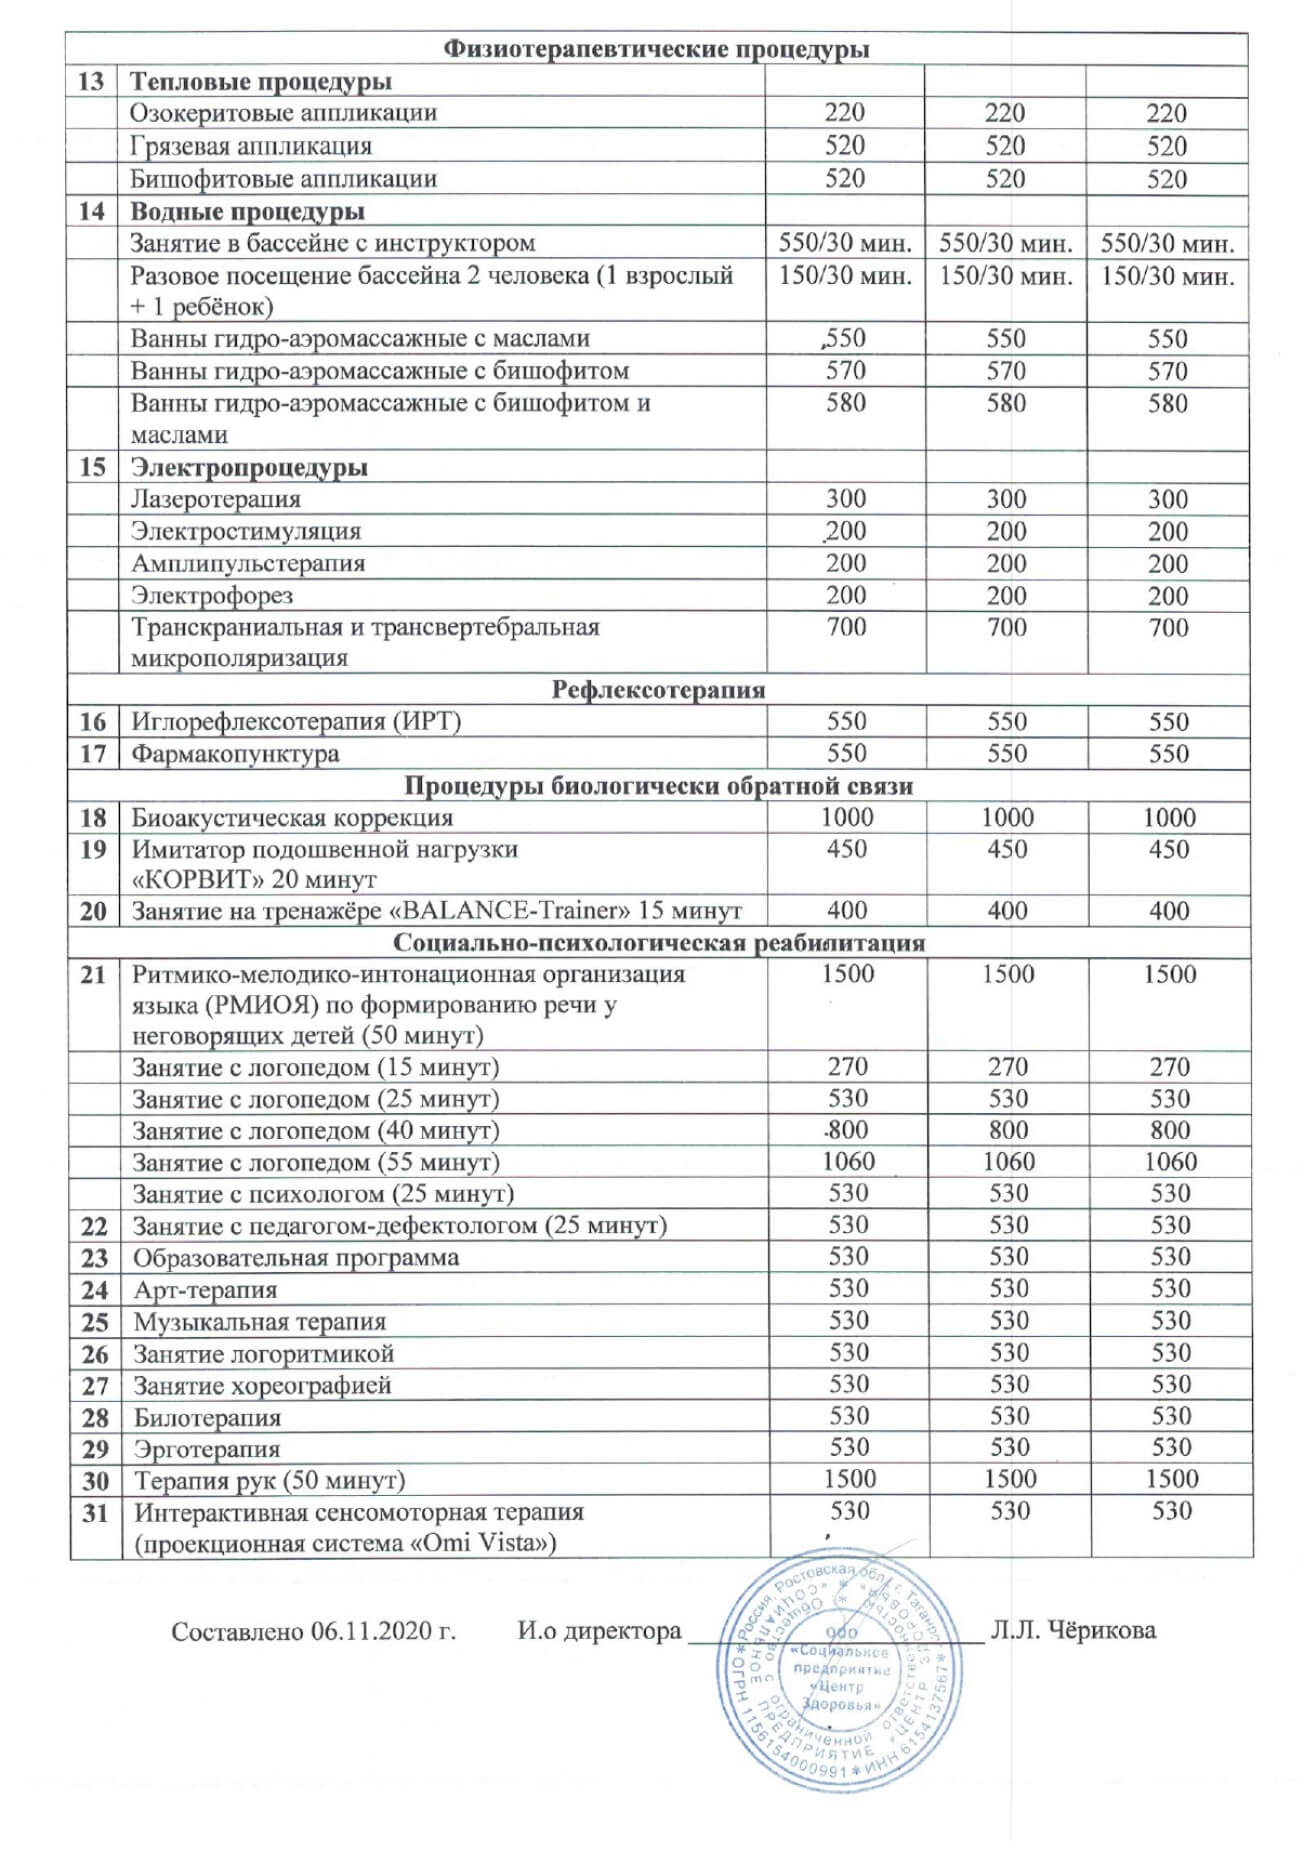 Физиотерапевтические процедуры
13 Тепловые процедуры
Озокеритовые аппликации 220 220 220
Грязевая аппликация 520 520 520
Бишофитовые аппликации 520 520 520
14 Водные процедуры
Занятие в бассейне с инструктором 550/30 мин. 550/30 мин. 550/30 мин.
Разовое посещение бассейна 2 человека (1 взрослый 150/30 мин. 150/30 мин. 150/30 мин.
+ 1 ребёнок)
Ванны гидро-аэромассажные с маслами 550 550 550
Ванны гидро-аэромассажные с бишофитом 570 570 570
Ванны гидро-аэромассажные с бишофитом и 580 580 580
маслами
15 Электропроцедуры
Лазеротерапия 300 300 300
Электростимуляция 200 200 200
Амплипульстерапия 200 200 200
Электрофорез 200 200 200
Транскраниальная и трансвертебральная 700 700 700
микрополяризация
Рефлексотерапия
16 Иглорефлексотерапия (ИРТ) 550 550 550
17 Фармакопунктура 550 550 550
Процедуры биологически обратной связи
18 Биоакустическая коррекция 1000 1000 1000
19 Имитатор подошвенной нагрузки 450 450 450
«КОРВИТ» 20 минут
20 Занятие на тренажёре «BALANCE-Trainer» 15 минут 400 400 400
Социально-психологическая реабилитация
21 Ритмико-мелодико-интонационная организация 1500 1500 1500
языка (РМИОЯ) по формированию речи у
неговорящих детей (50 минут)
Занятие с логопедом (15 минут) 270 270 270
Занятие с логопедом (25 минут) 530 530 530
Занятие с логопедом (40 минут) 800 800 800
Занятие с логопедом (55 минут) 1060 1060 1060
Занятие с психологом (25 минут) 530 530 530
22 Занятие с педагогом-дефектологом (25 минут) 530 530 530
23 Образовательная программа 530 530 530
24 Арт-терапия 530 530 530
25 Музыкальная терапия 530 530 530
26 Занятие логоритмикой 530 530 530
27 Занятие хореографией 530 530 530
28 Билотерапия 530 530 530
29 Эрготерапия 530 530 530
30 Терапия рук (50 минут) 1500 1500 1500
31 Интерактивная сенсомоторная терапия 530 530 530
(проекционная система «Omi Vista»)
Составлено 06.11.2020 г. И.о директора Л.Л. Чёрикова
Россия, Ростовская обл., г. Таганрог * ИНН 6154137567 * ОГРН 1156154000991 *
Общество с ограниченной ответственностью *
«СОЦИАЛЬНОЕ ПРЕДПРИЯТИЕ «ЦЕНТР ЗДОРОВЬЯ» *
ООО
«Социальное
предприятие
«Центр
Здоровья»